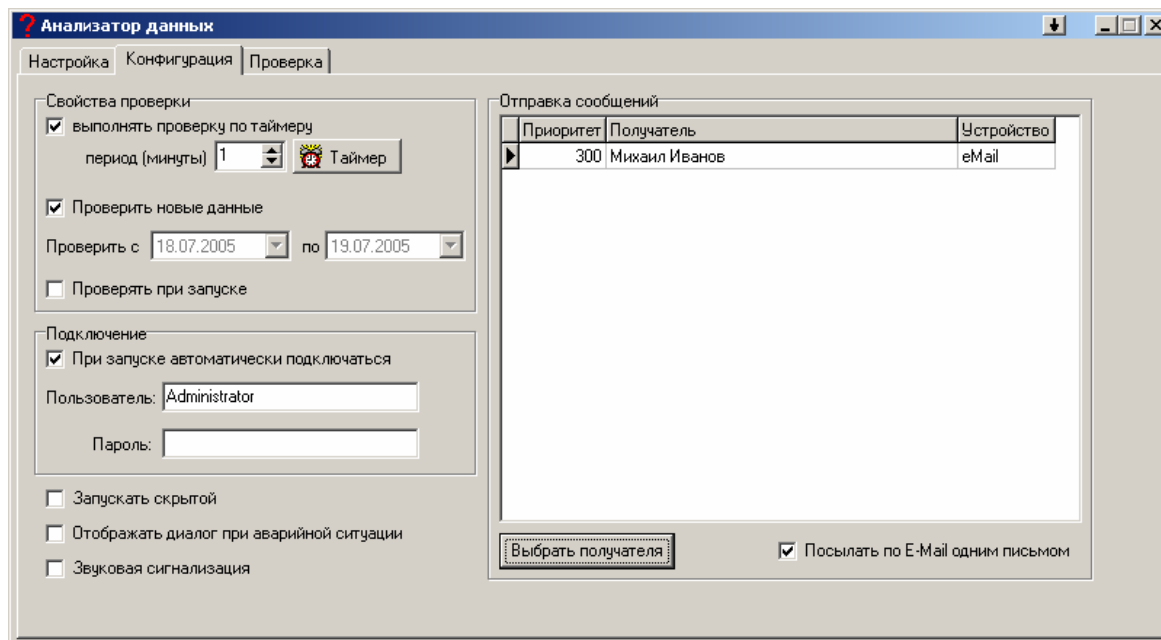 Анализатор данных
Настройка Конфигурация Проверка
Свойства проверки
выполнять проверку по таймеру
период (минуты) 1 Таймер
Проверить новые данные
Проверить с 18.07.2005 по 19.07.2005
Проверять при запуске
Подключение
При запуске автоматически подключаться
Пользователь: Administrator
Пароль:
Запускать скрытой
Отображать диалог при аварийной ситуации
Звуковая сигнализация
Отправка сообщений
Приоритет Получатель Устройство
300 Михаил Иванов eMail
Выбрать получателя Посылать по E-Mail одним письмом